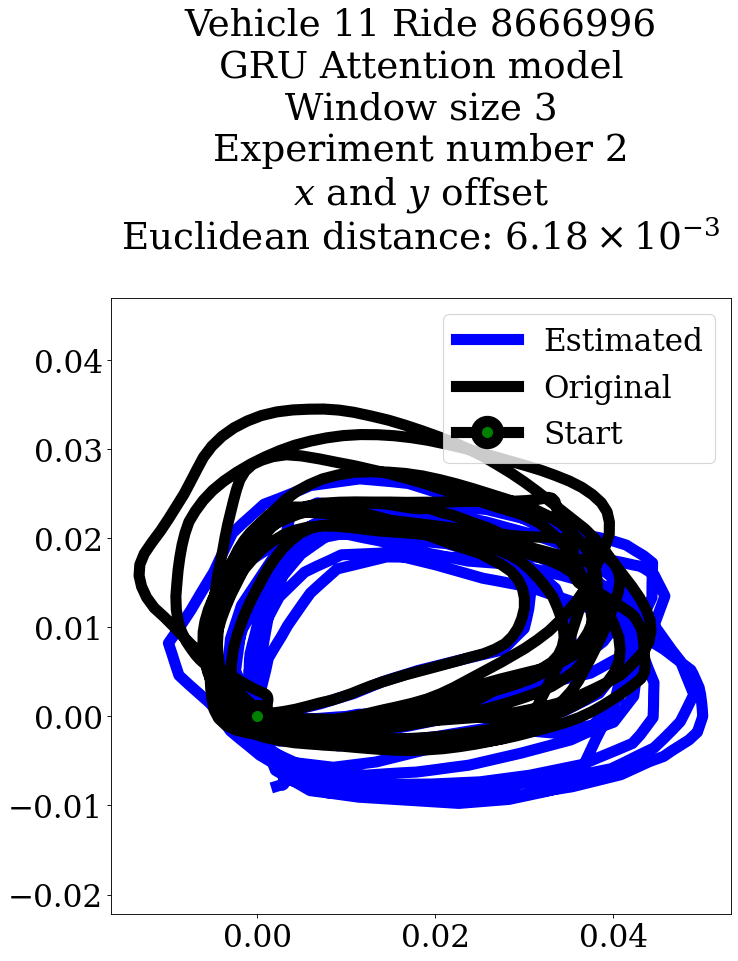 Vehicle 11 Ride 8666996
GRU Attention model
Window size 3
Experiment number 2
x and y offset
Euclidean distance: 6.18 × 10⁻³
Estimated
Original
Start
0.04
0.03
0.02
0.01
0.00
−0.01
−0.02
0.00 0.02 0.04